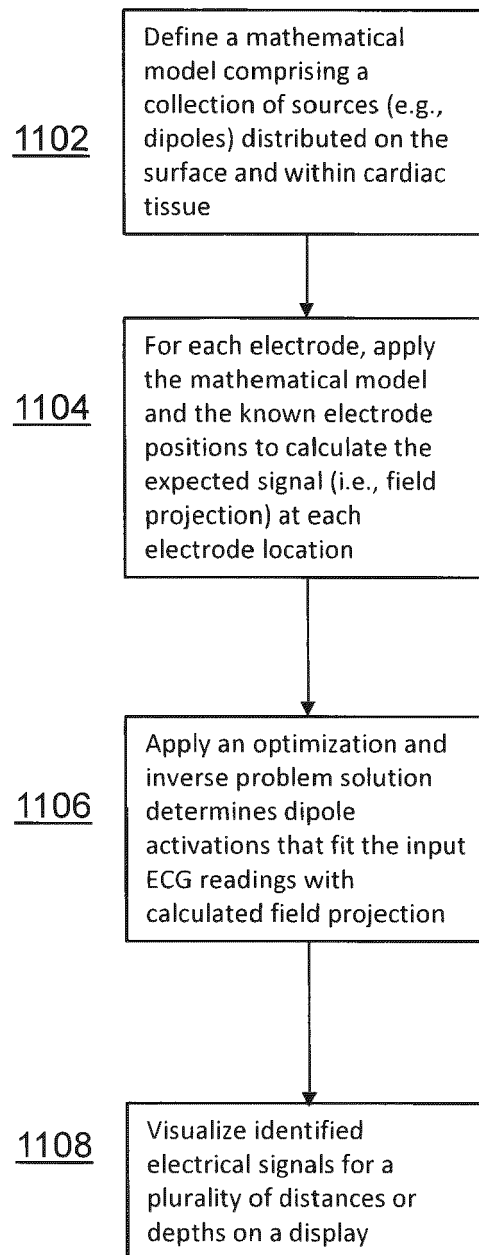 1102
Define a mathematical
model comprising a
collection of sources (e.g.,
dipoles) distributed on the
surface and within cardiac
tissue
1104
For each electrode, apply
the mathematical model
and the known electrode
positions to calculate the
expected signal (i.e., field
projection) at each
electrode location
1106
Apply an optimization and
inverse problem solution
determines dipole
activations that fit the input
ECG readings with
calculated field projection
1108
Visualize identified
electrical signals for a
plurality of distances or
depths on a display